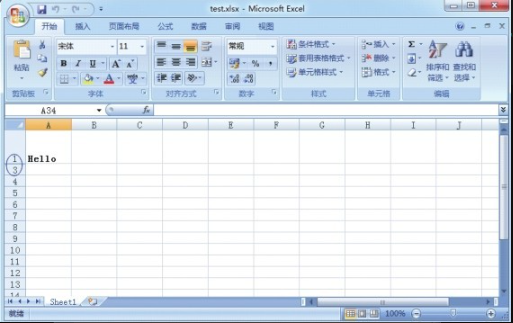 test.xlsx - Microsoft Excel
开始 插入 页面布局 公式 数据 审阅 视图
宋体 11 常规 条件格式 插入 Σ
粘贴 B I U A A 套用表格格式 删除 排序和筛选 查找和选择
A 变 % , 单元格样式 格式
剪贴板 字体 对齐方式 数字 样式 单元格 编辑
A34 fx
A B C D E F G H I J
1 Hello
3
4
5
6
7
8
9
10
11
12
13
14
Sheet1
就绪 100%